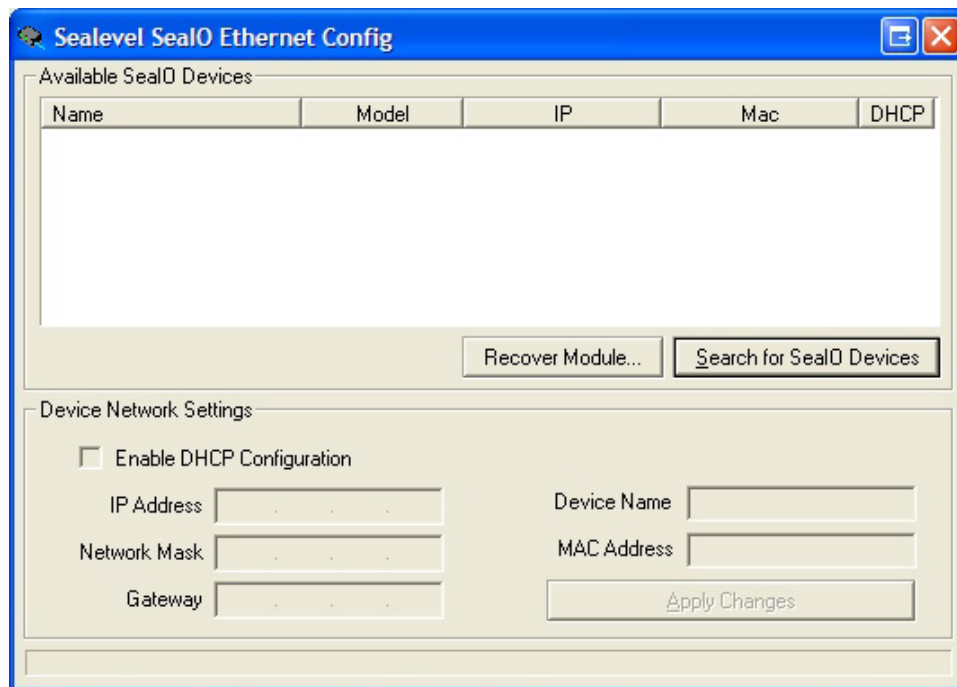 Sealevel SeaIO Ethernet Config
Available SeaIO Devices
Name Model IP Mac DHCP
Recover Module... Search for SeaIO Devices
Device Network Settings
Enable DHCP Configuration
IP Address . . . Device Name
Network Mask . . . MAC Address
Gateway . . . Apply Changes